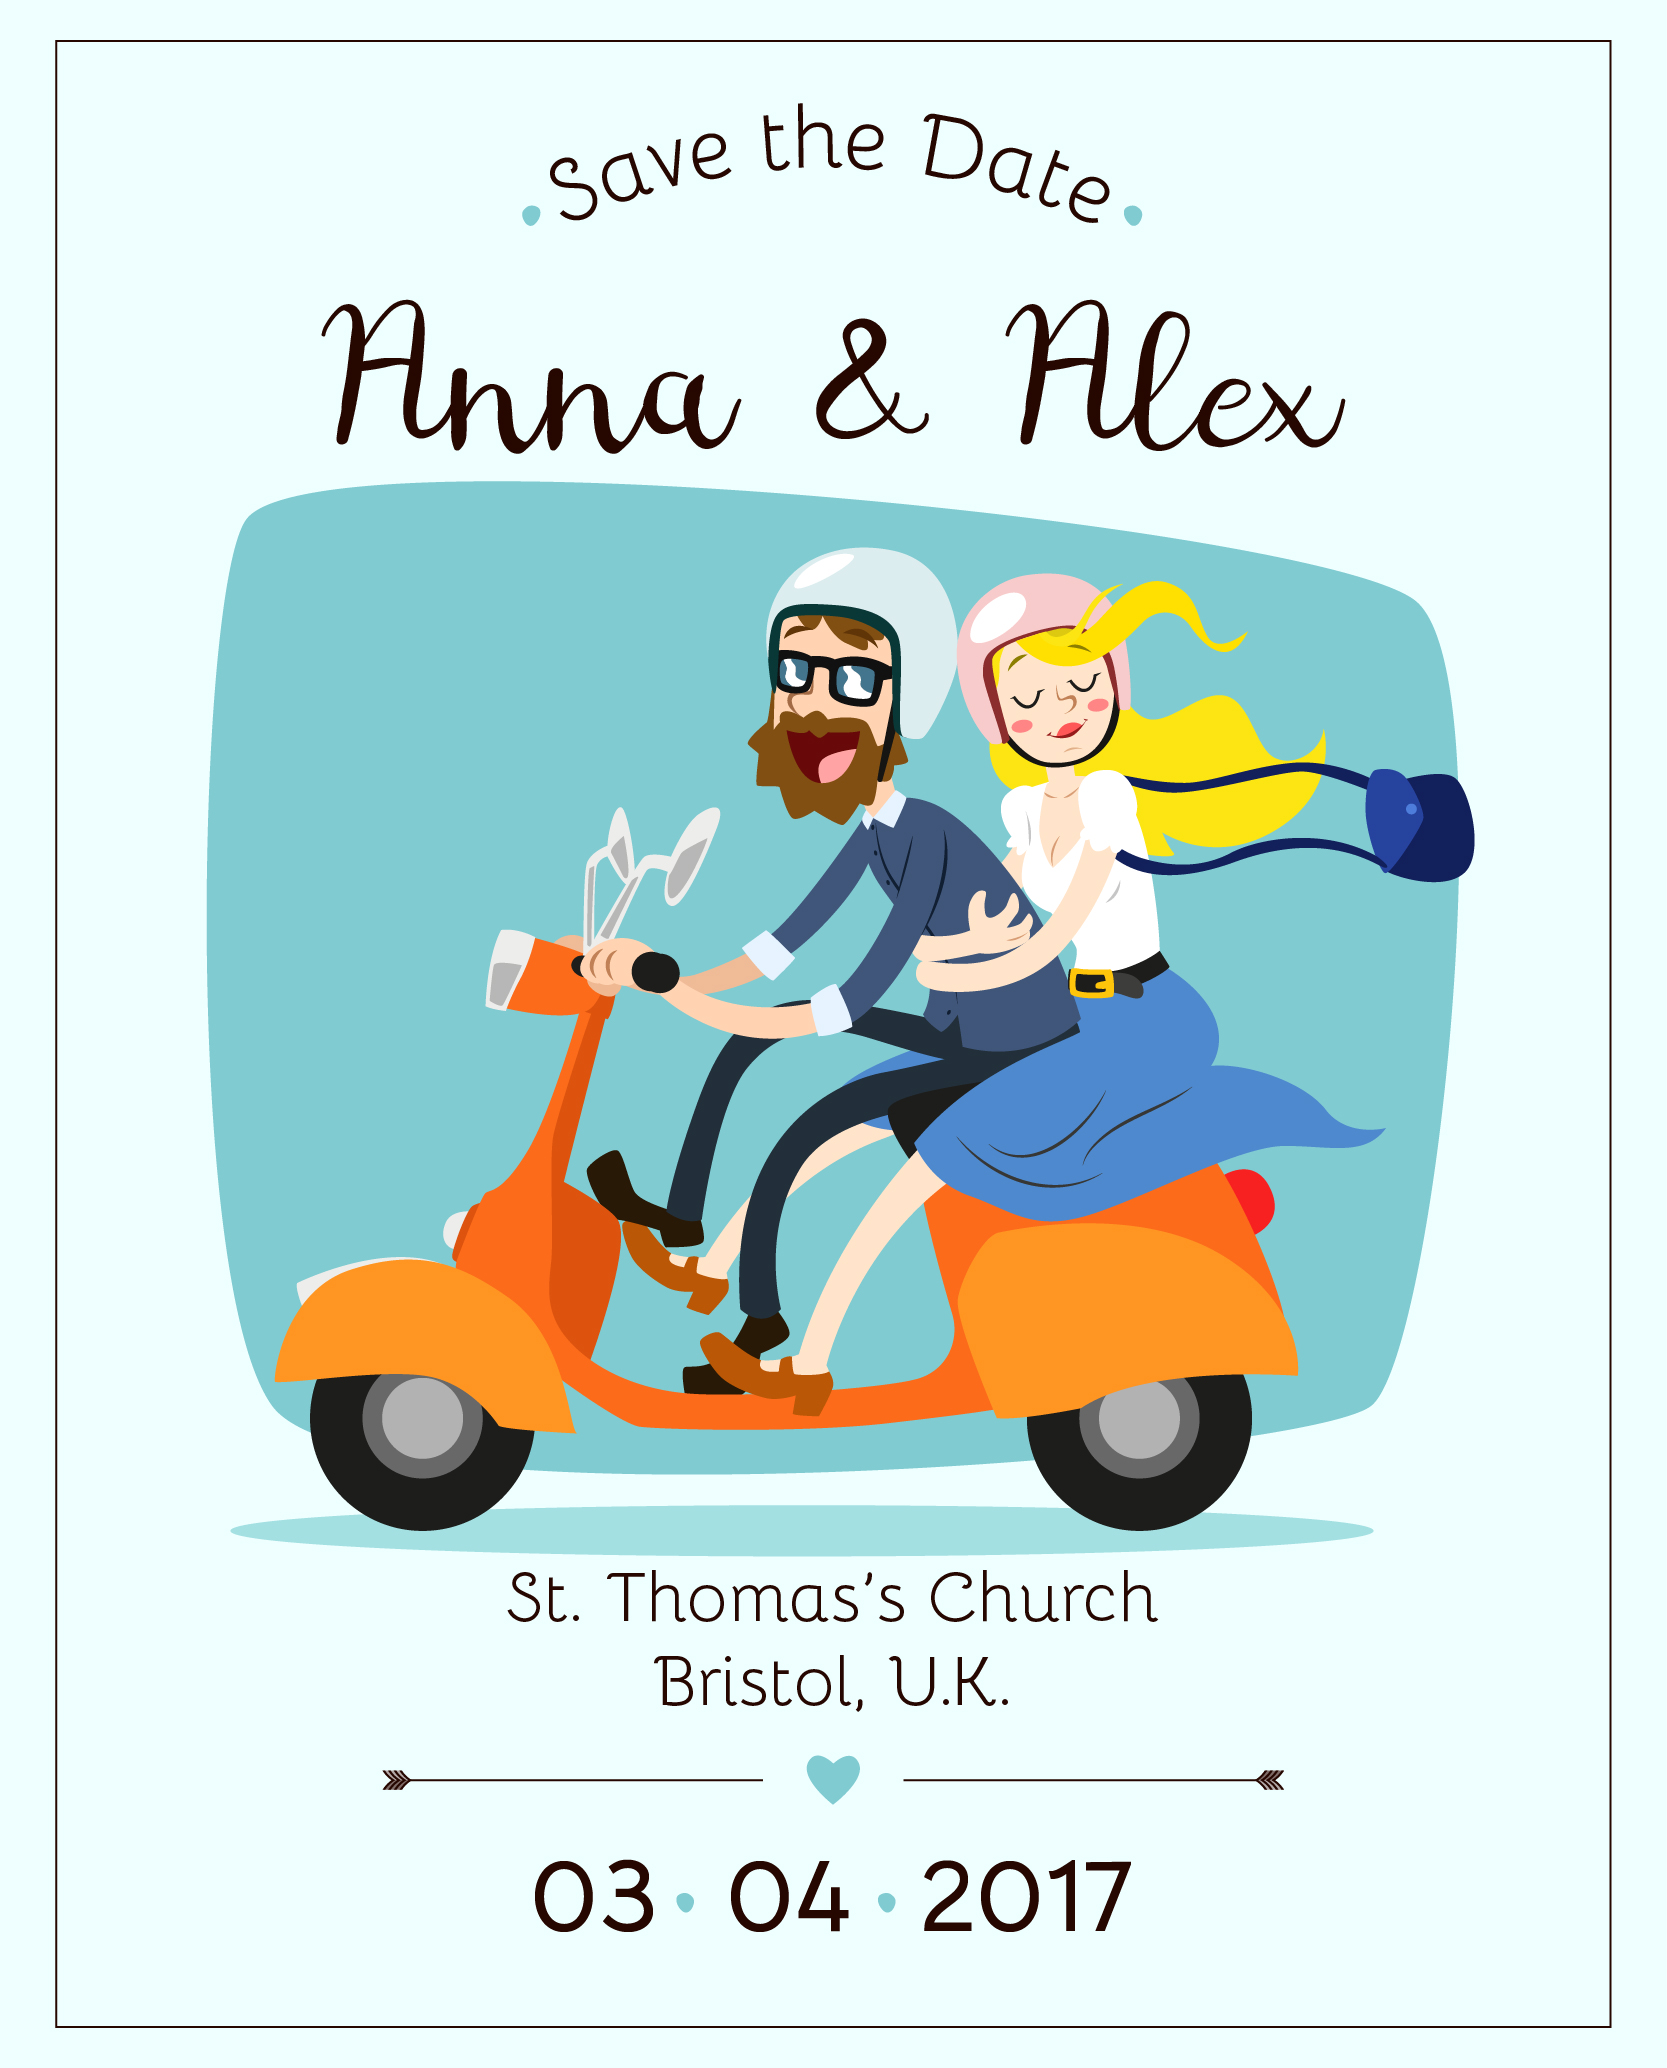 Save the Date
Anna & Alex
St. Thomas’s Church
Bristol, U.K.
03 • 04 • 2017